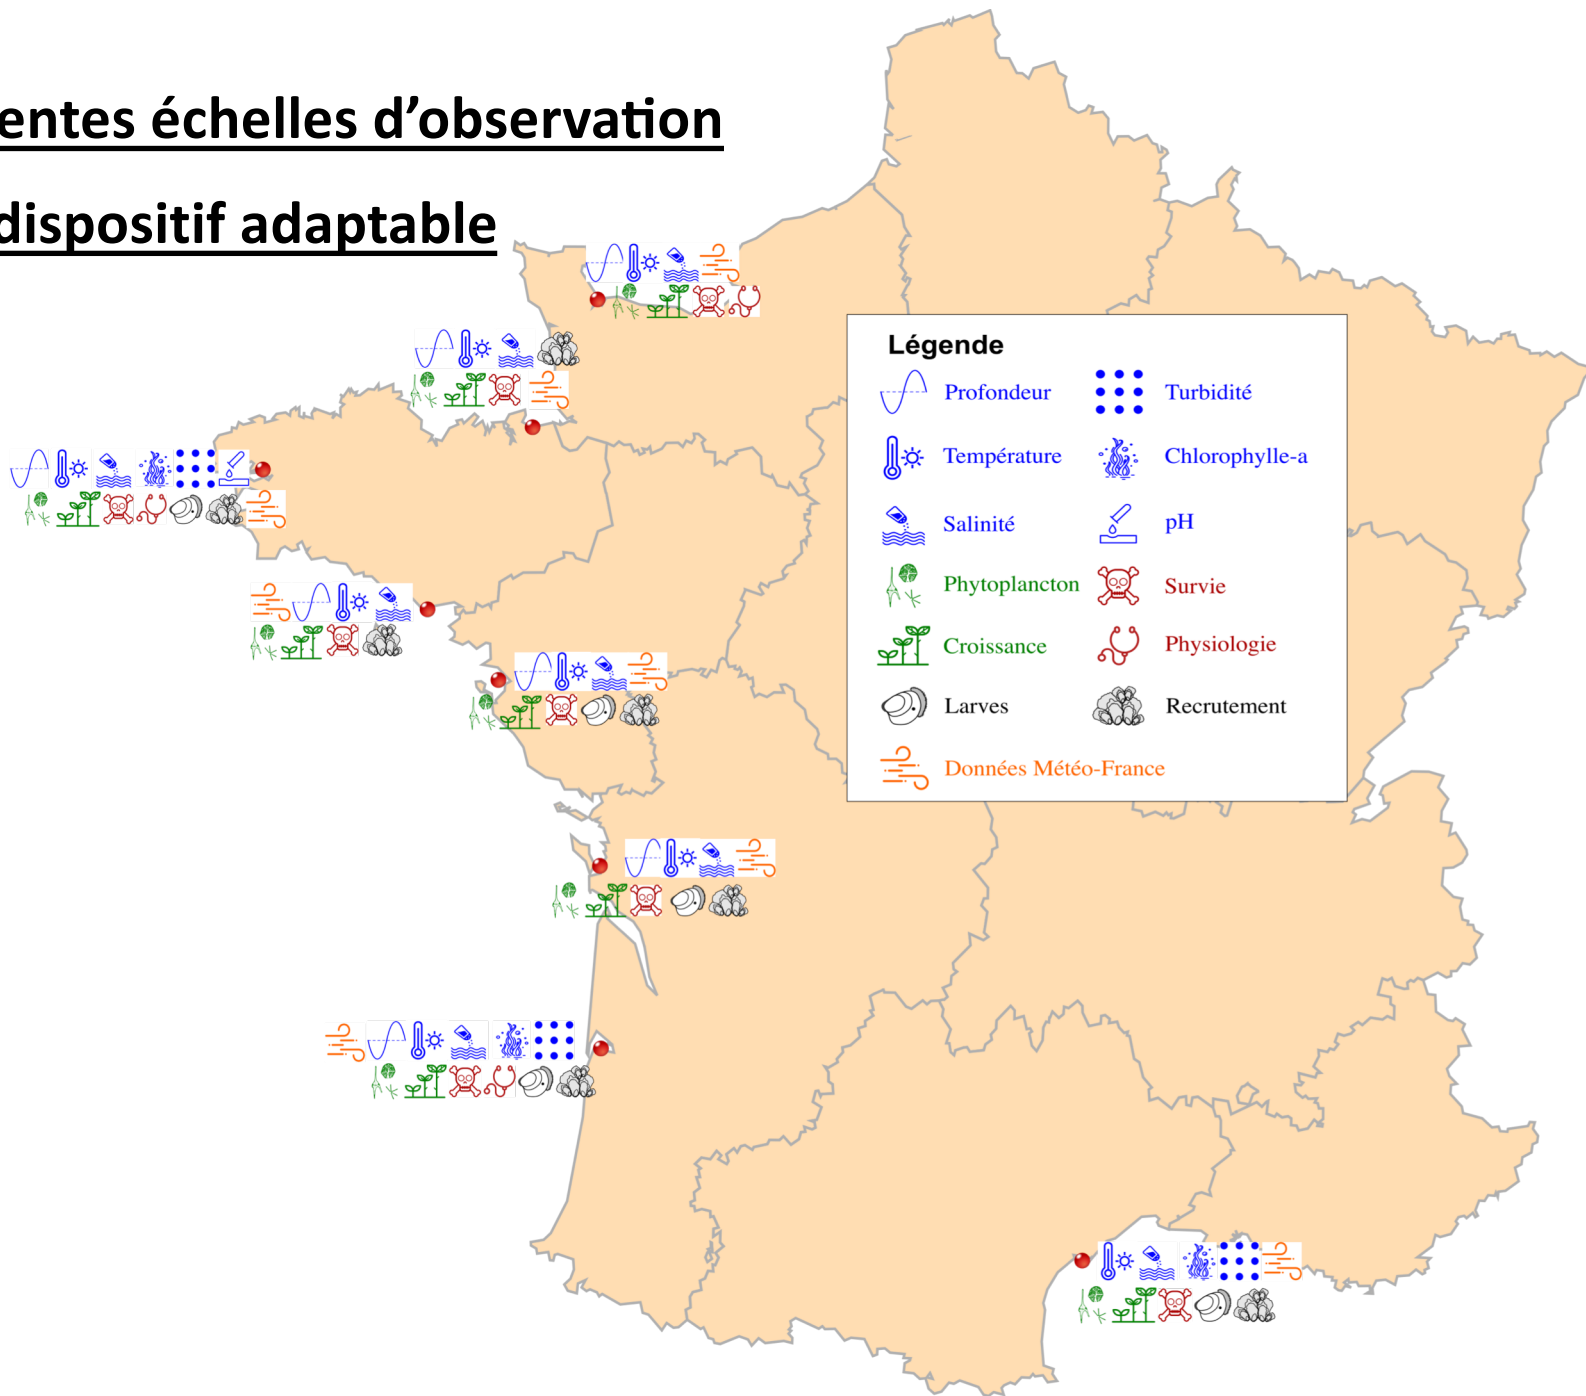 entes échelles d'observation
dispositif adaptable
Légende
Profondeur
Turbidité
Température
Chlorophylle-a
Salinité
pH
Phytoplancton
Survie
Croissance
Physiologie
Larves
Recrutement
Données Météo-France